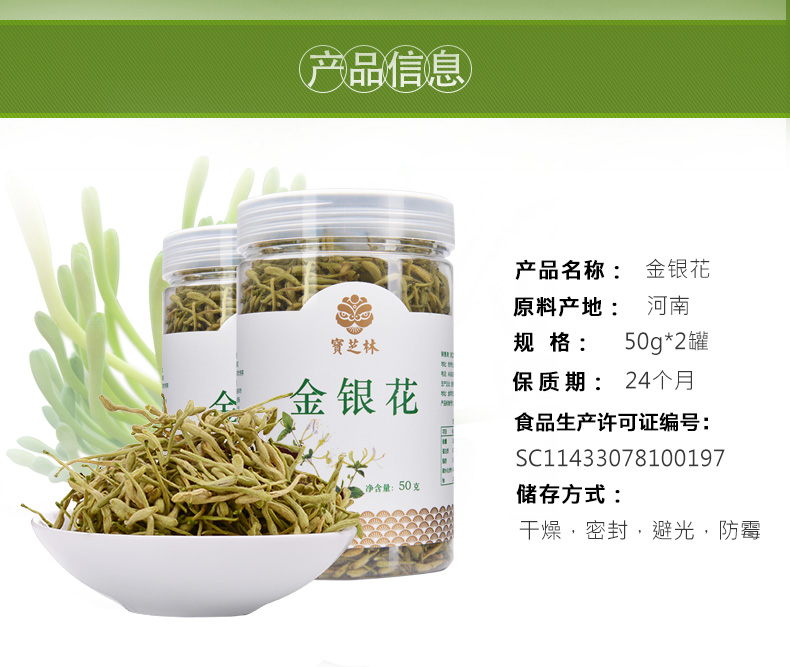 产品信息
产品名称： 金银花
原料产地： 河南
规 格： 50g*2罐
保质期： 24个月
食品生产许可证编号：
SC11433078100197
储存方式：
干燥，密封，避光，防霉
寶芝林
金银花
净含量：50克
金